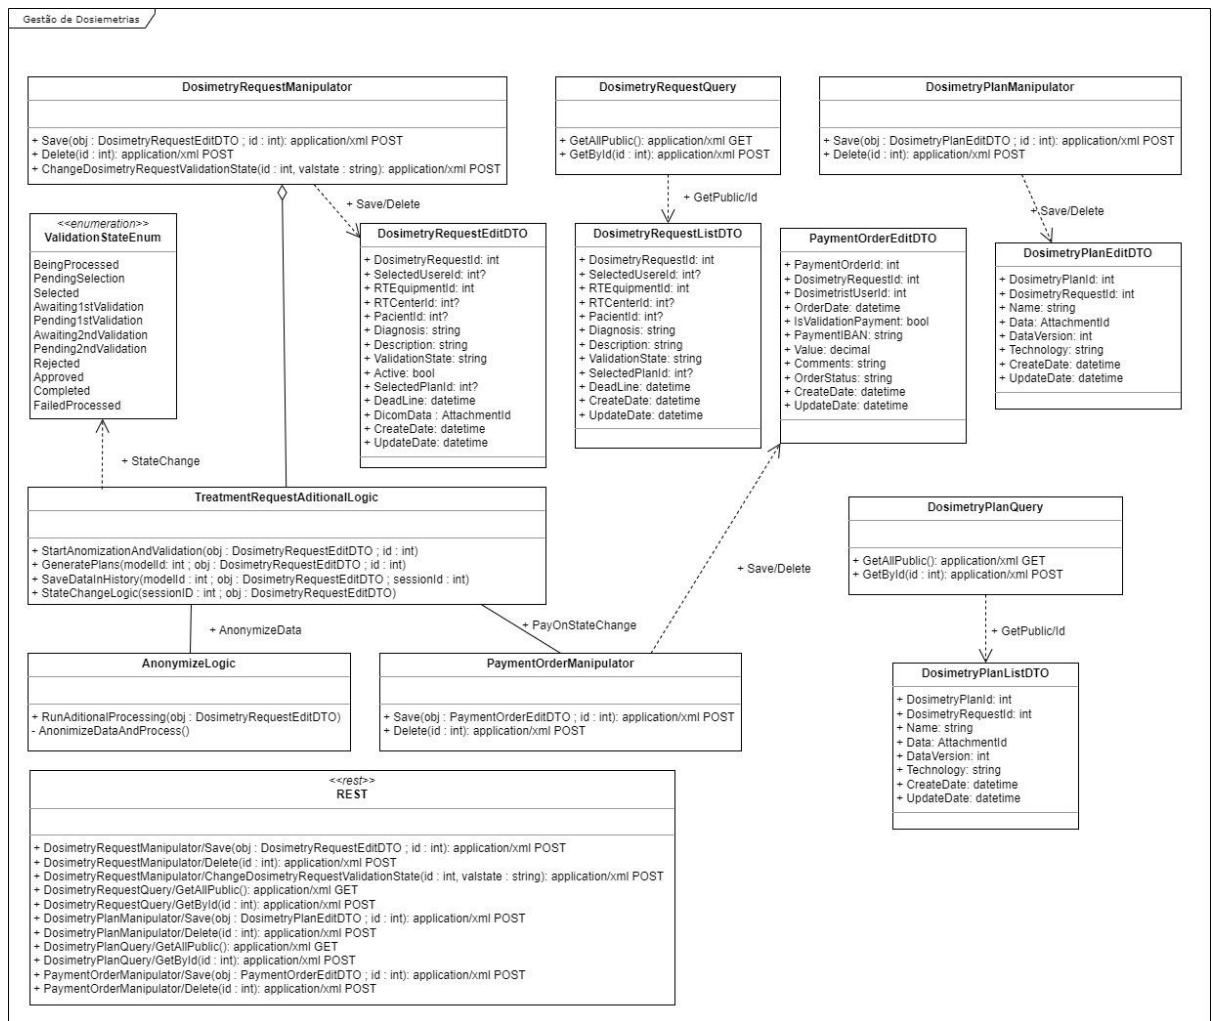 Gestão de Dosiemetrias
DosimetryRequestManipulator
+ Save(obj : DosimetryRequestEditDTO ; id : int): application/xml POST
+ Delete(id : int): application/xml POST
+ ChangeDosimetryRequestValidationState(id : int, valstate : string): application/xml POST
DosimetryRequestQuery
+ GetAllPublic(): application/xml GET
+ GetById(id : int): application/xml POST
DosimetryPlanManipulator
+ Save(obj : DosimetryPlanEditDTO ; id : int): application/xml POST
+ Delete(id : int): application/xml POST
+ Save/Delete
+ GetPublic/Id
+ Save/Delete
<<enumeration>>
ValidationStateEnum
BeingProcessed
PendingSelection
Selected
Awaiting1stValidation
Pending1stValidation
Awaiting2ndValidation
Pending2ndValidation
Rejected
Approved
Completed
FailedProcessed
DosimetryRequestEditDTO
+ DosimetryRequestId: int
+ SelectedUsereId: int?
+ RTEquipmentId: int
+ RTCenterId: int?
+ PacientId: int?
+ Diagnosis: string
+ Description: string
+ ValidationState: string
+ Active: bool
+ SelectedPlanId: int?
+ DeadLine: datetime
+ DicomData : AttachmentId
+ CreateDate: datetime
+ UpdateDate: datetime
DosimetryRequestListDTO
+ DosimetryRequestId: int
+ SelectedUsereId: int?
+ RTEquipmentId: int
+ RTCenterId: int?
+ PacientId: int?
+ Diagnosis: string
+ Description: string
+ ValidationState: string
+ SelectedPlanId: int?
+ DeadLine: datetime
+ CreateDate: datetime
+ UpdateDate: datetime
PaymentOrderEditDTO
+ PaymentOrderId: int
+ DosimetryRequestId: int
+ DosimetristUserId: int
+ OrderDate: datetime
+ IsValidationPayment: bool
+ PaymentIBAN: string
+ Value: decimal
+ Comments: string
+ OrderStatus: string
+ CreateDate: datetime
+ UpdateDate: datetime
DosimetryPlanEditDTO
+ DosimetryPlanId: int
+ DosimetryRequestId: int
+ Name: string
+ Data: AttachmentId
+ DataVersion: int
+ Technology: string
+ CreateDate: datetime
+ UpdateDate: datetime
+ StateChange
TreatmentRequestAditionalLogic
+ StartAnomizationAndValidation(obj : DosimetryRequestEditDTO ; id : int)
+ GeneratePlans(modelId: int ; obj : DosimetryRequestEditDTO ; id : int)
+ SaveDataInHistory(modelId : int ; obj : DosimetryRequestEditDTO ; sessionId : int)
+ StateChangeLogic(sessionID : int ; obj : DosimetryRequestEditDTO)
+ Save/Delete
DosimetryPlanQuery
+ GetAllPublic(): application/xml GET
+ GetById(id : int): application/xml POST
+ AnonymizeData
+ PayOnStateChange
+ GetPublic/Id
AnonymizeLogic
+ RunAditionalProcessing(obj : DosimetryRequestEditDTO)
- AnonimizeDataAndProcess()
PaymentOrderManipulator
+ Save(obj : PaymentOrderEditDTO ; id : int): application/xml POST
+ Delete(id : int): application/xml POST
DosimetryPlanListDTO
+ DosimetryPlanId: int
+ DosimetryRequestId: int
+ Name: string
+ Data: AttachmentId
+ DataVersion: int
+ Technology: string
+ CreateDate: datetime
+ UpdateDate: datetime
<<rest>>
REST
+ DosimetryRequestManipulator/Save(obj : DosimetryRequestEditDTO ; id : int): application/xml POST
+ DosimetryRequestManipulator/Delete(id : int): application/xml POST
+ DosimetryRequestManipulator/ChangeDosimetryRequestValidationState(id : int, valstate : string): application/xml POST
+ DosimetryRequestQuery/GetAllPublic(): application/xml GET
+ DosimetryRequestQuery/GetById(id : int): application/xml POST
+ DosimetryPlanManipulator/Save(obj : DosimetryPlanEditDTO ; id : int): application/xml POST
+ DosimetryPlanManipulator/Delete(id : int): application/xml POST
+ DosimetryPlanQuery/GetAllPublic(): application/xml GET
+ DosimetryPlanQuery/GetById(id : int): application/xml POST
+ PaymentOrderManipulator/Save(obj : PaymentOrderEditDTO ; id : int): application/xml POST
+ PaymentOrderManipulator/Delete(id : int): application/xml POST